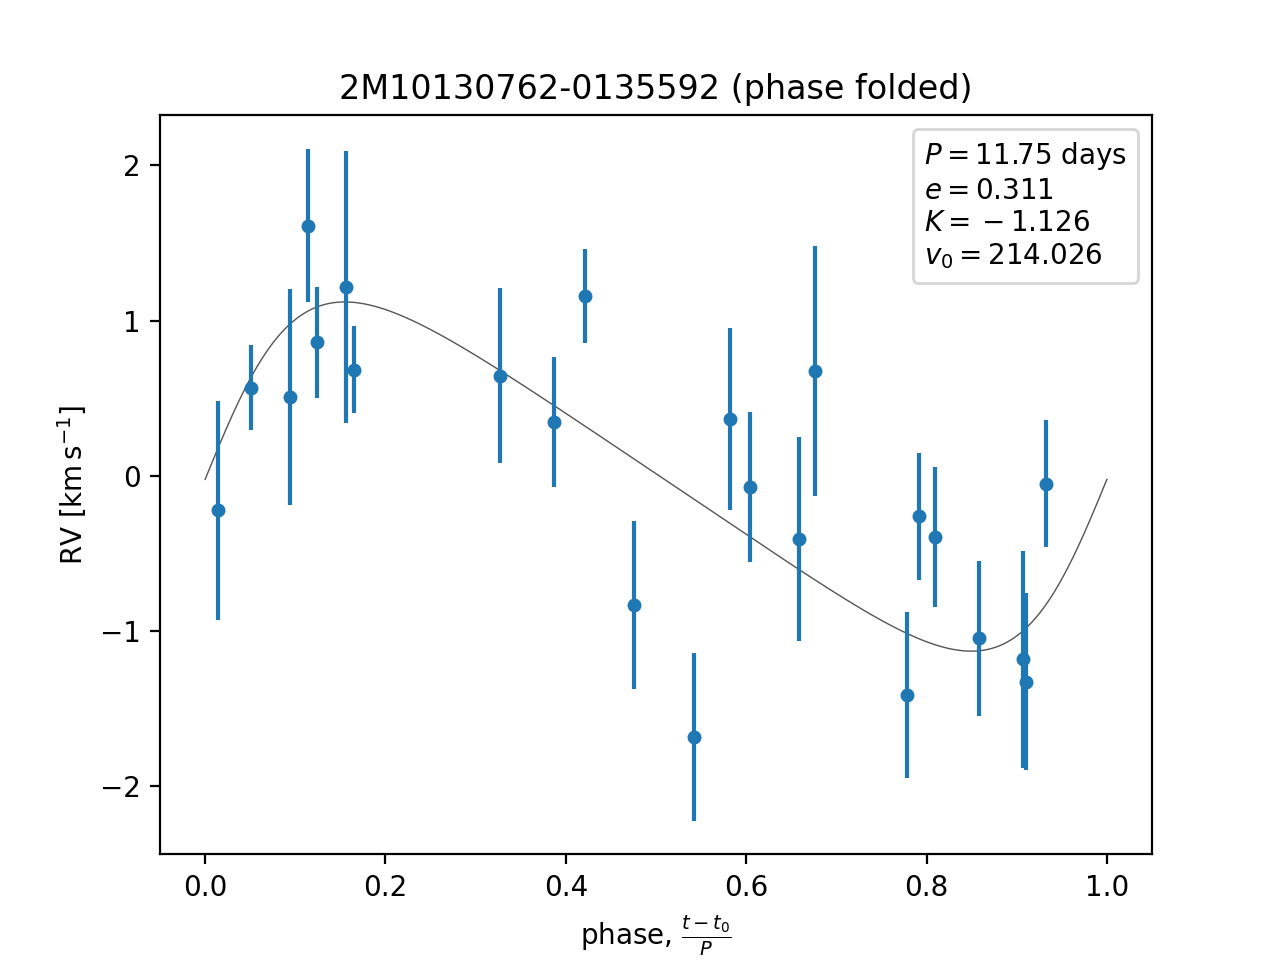 2M10130762-0135592 (phase folded)
P = 11.75 days
e = 0.311
K = −1.126
v₀ = 214.026
RV [km s⁻¹]
2
1
0
−1
−2
0.0 0.2 0.4 0.6 0.8 1.0
phase, (t − t₀)/P